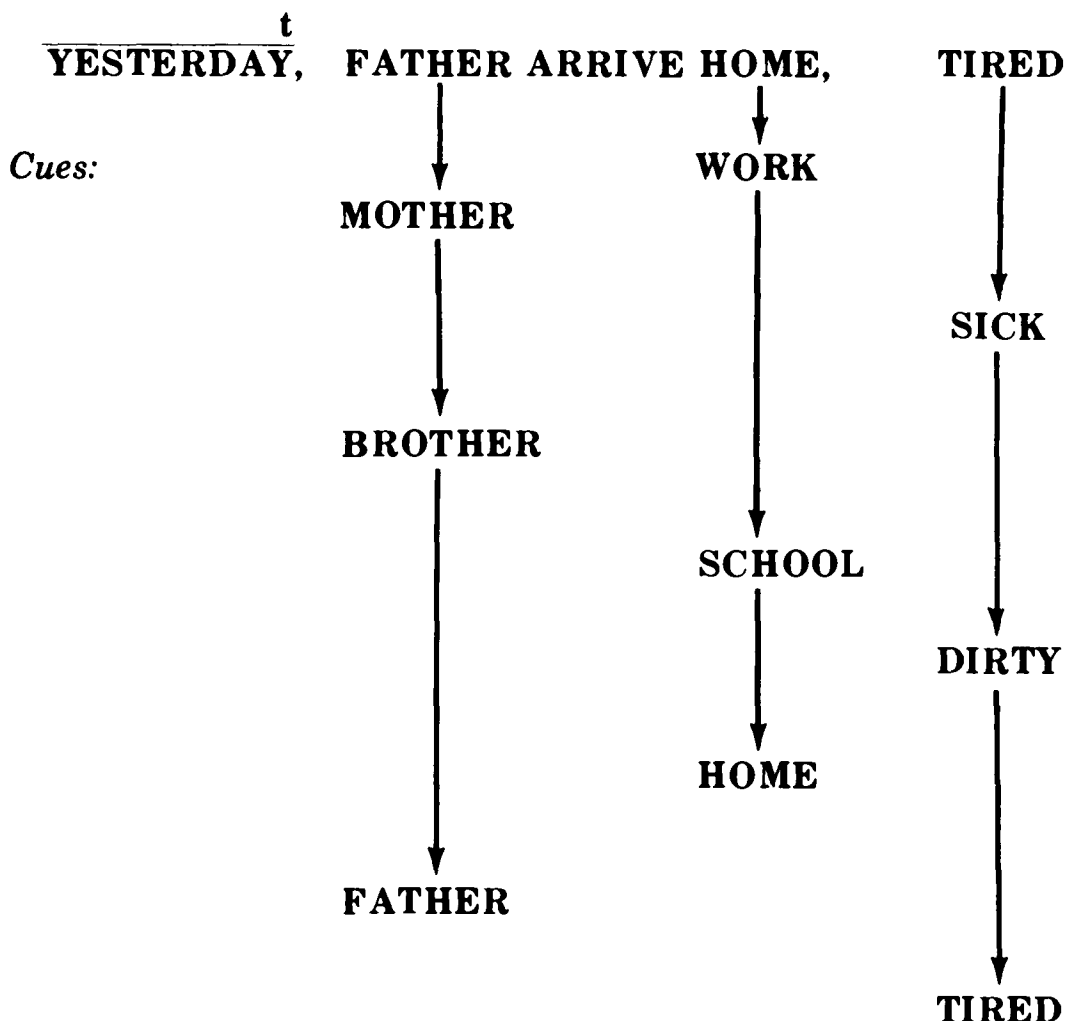 t
YESTERDAY, FATHER ARRIVE HOME, TIRED
Cues:
WORK
MOTHER
SICK
BROTHER
SCHOOL
DIRTY
HOME
FATHER
TIRED